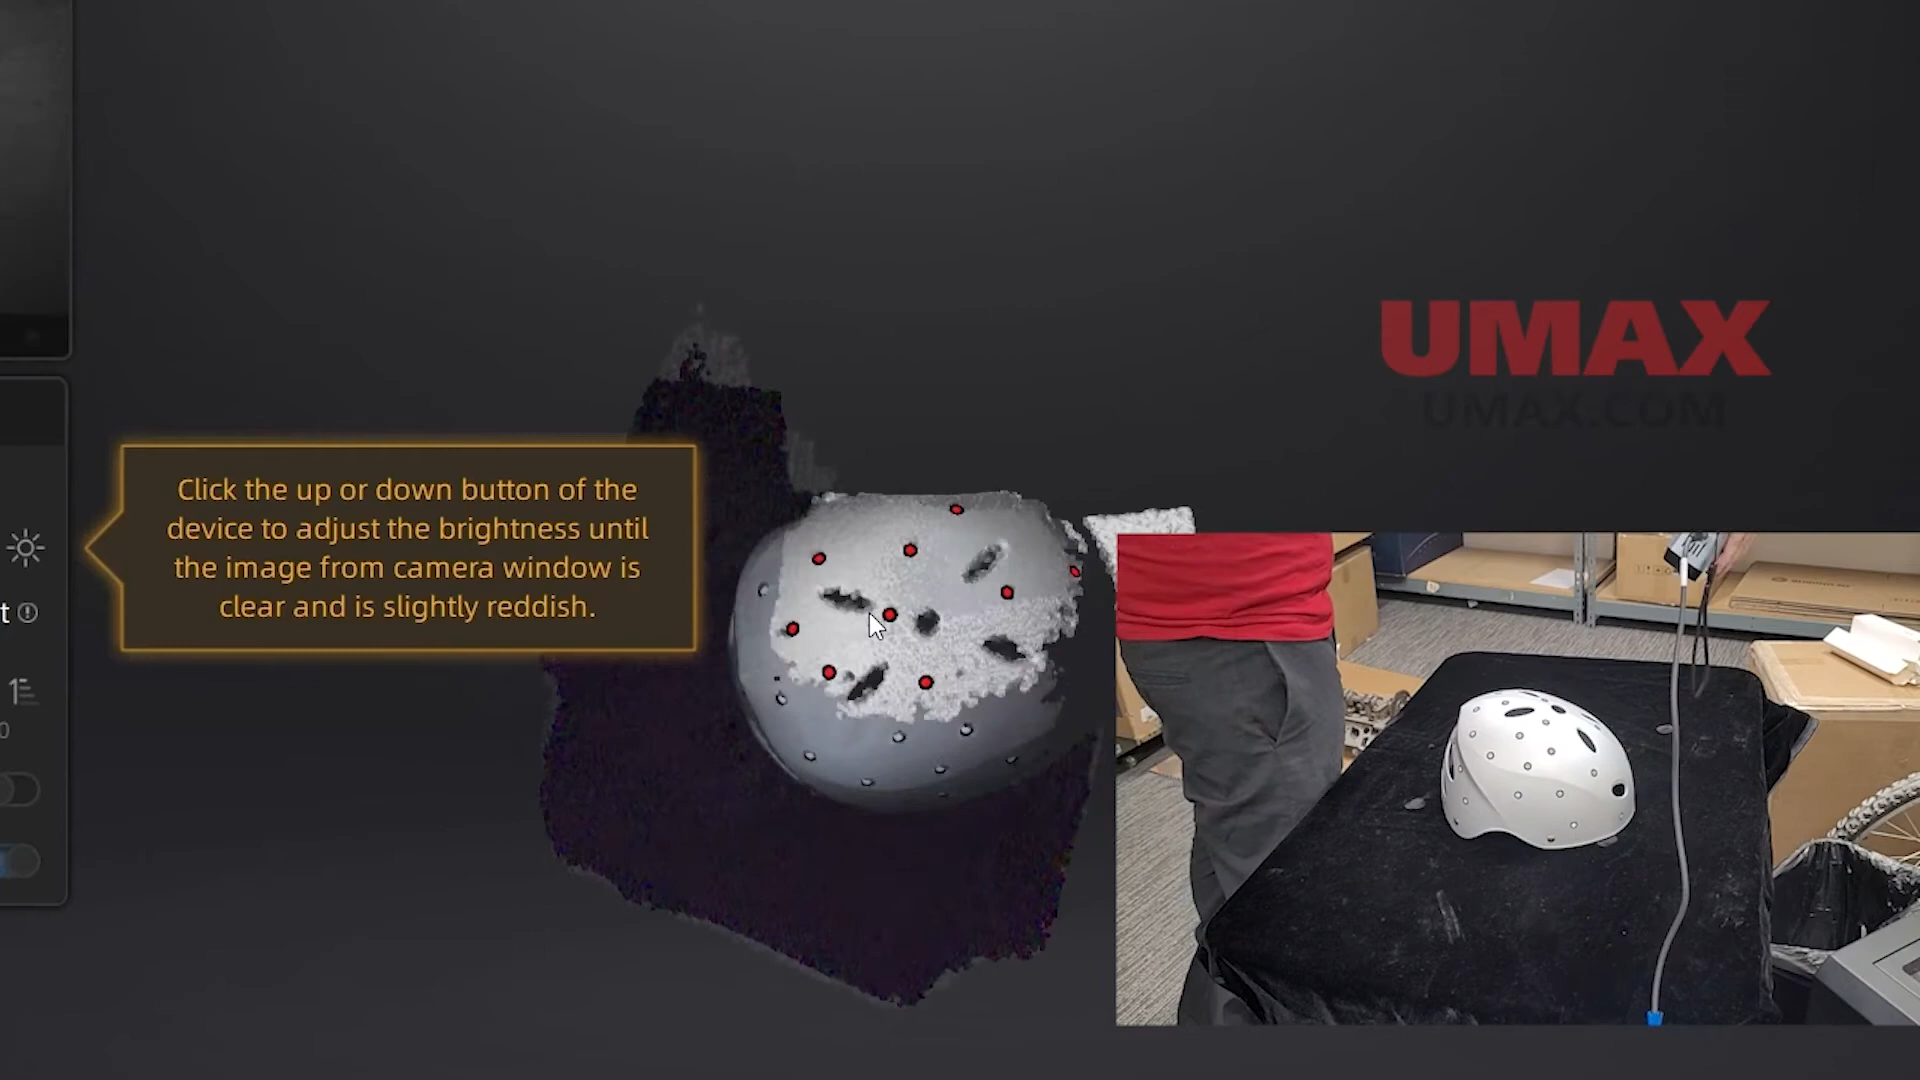 UMAX
UMAX.COM
Click the up or down button of the
device to adjust the brightness until
the image from camera window is
clear and is slightly reddish.
t
0